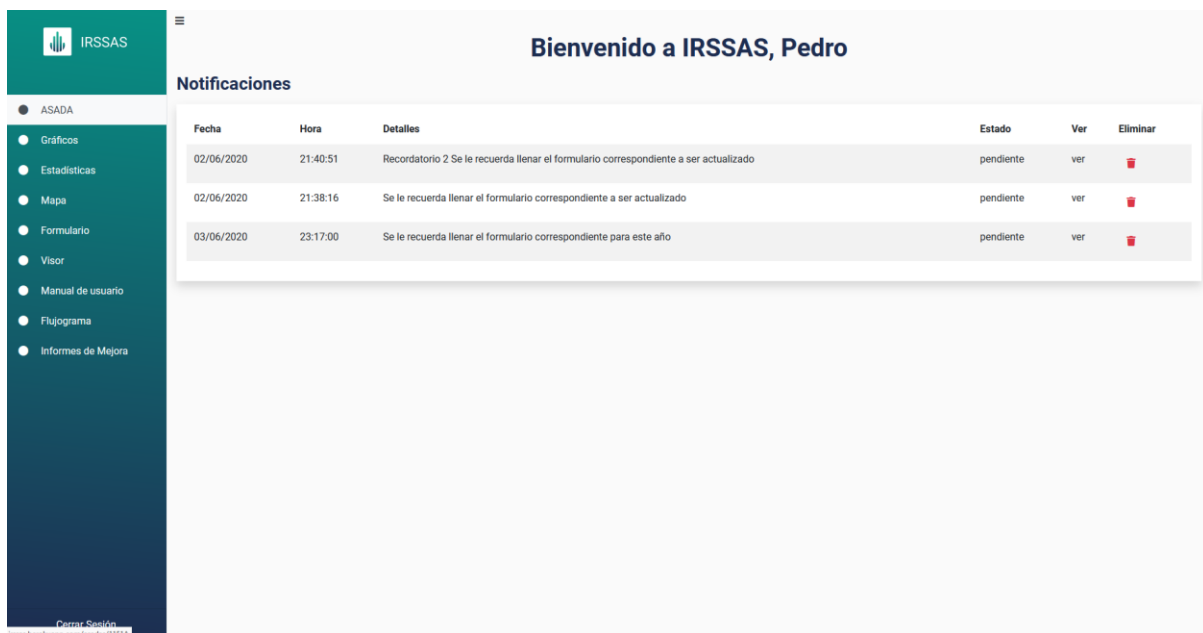 IRSSAS
ASADA
Gráficos
Estadísticas
Mapa
Formulario
Visor
Manual de usuario
Flujograma
Informes de Mejora
Cerrar Sesión
Bienvenido a IRSSAS, Pedro
Notificaciones
Fecha Hora Detalles Estado Ver Eliminar
02/06/2020 21:40:51 Recordatorio 2 Se le recuerda llenar el formulario correspondiente a ser actualizado pendiente ver
02/06/2020 21:38:16 Se le recuerda llenar el formulario correspondiente a ser actualizado pendiente ver
03/06/2020 23:17:00 Se le recuerda llenar el formulario correspondiente para este año pendiente ver